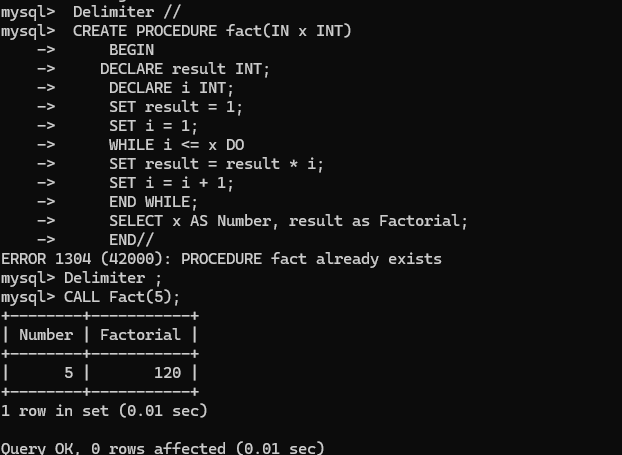 mysql>  Delimiter //
mysql>  CREATE PROCEDURE fact(IN x INT)
    ->      BEGIN
    ->     DECLARE result INT;
    ->      DECLARE i INT;
    ->      SET result = 1;
    ->      SET i = 1;
    ->      WHILE i <= x DO
    ->      SET result = result * i;
    ->      SET i = i + 1;
    ->      END WHILE;
    ->      SELECT x AS Number, result as Factorial;
    ->      END//
ERROR 1304 (42000): PROCEDURE fact already exists
mysql> Delimiter ;
mysql> CALL Fact(5);
+--------+-----------+
| Number | Factorial |
+--------+-----------+
|      5 |       120 |
+--------+-----------+
1 row in set (0.01 sec)

Query OK, 0 rows affected (0.01 sec)